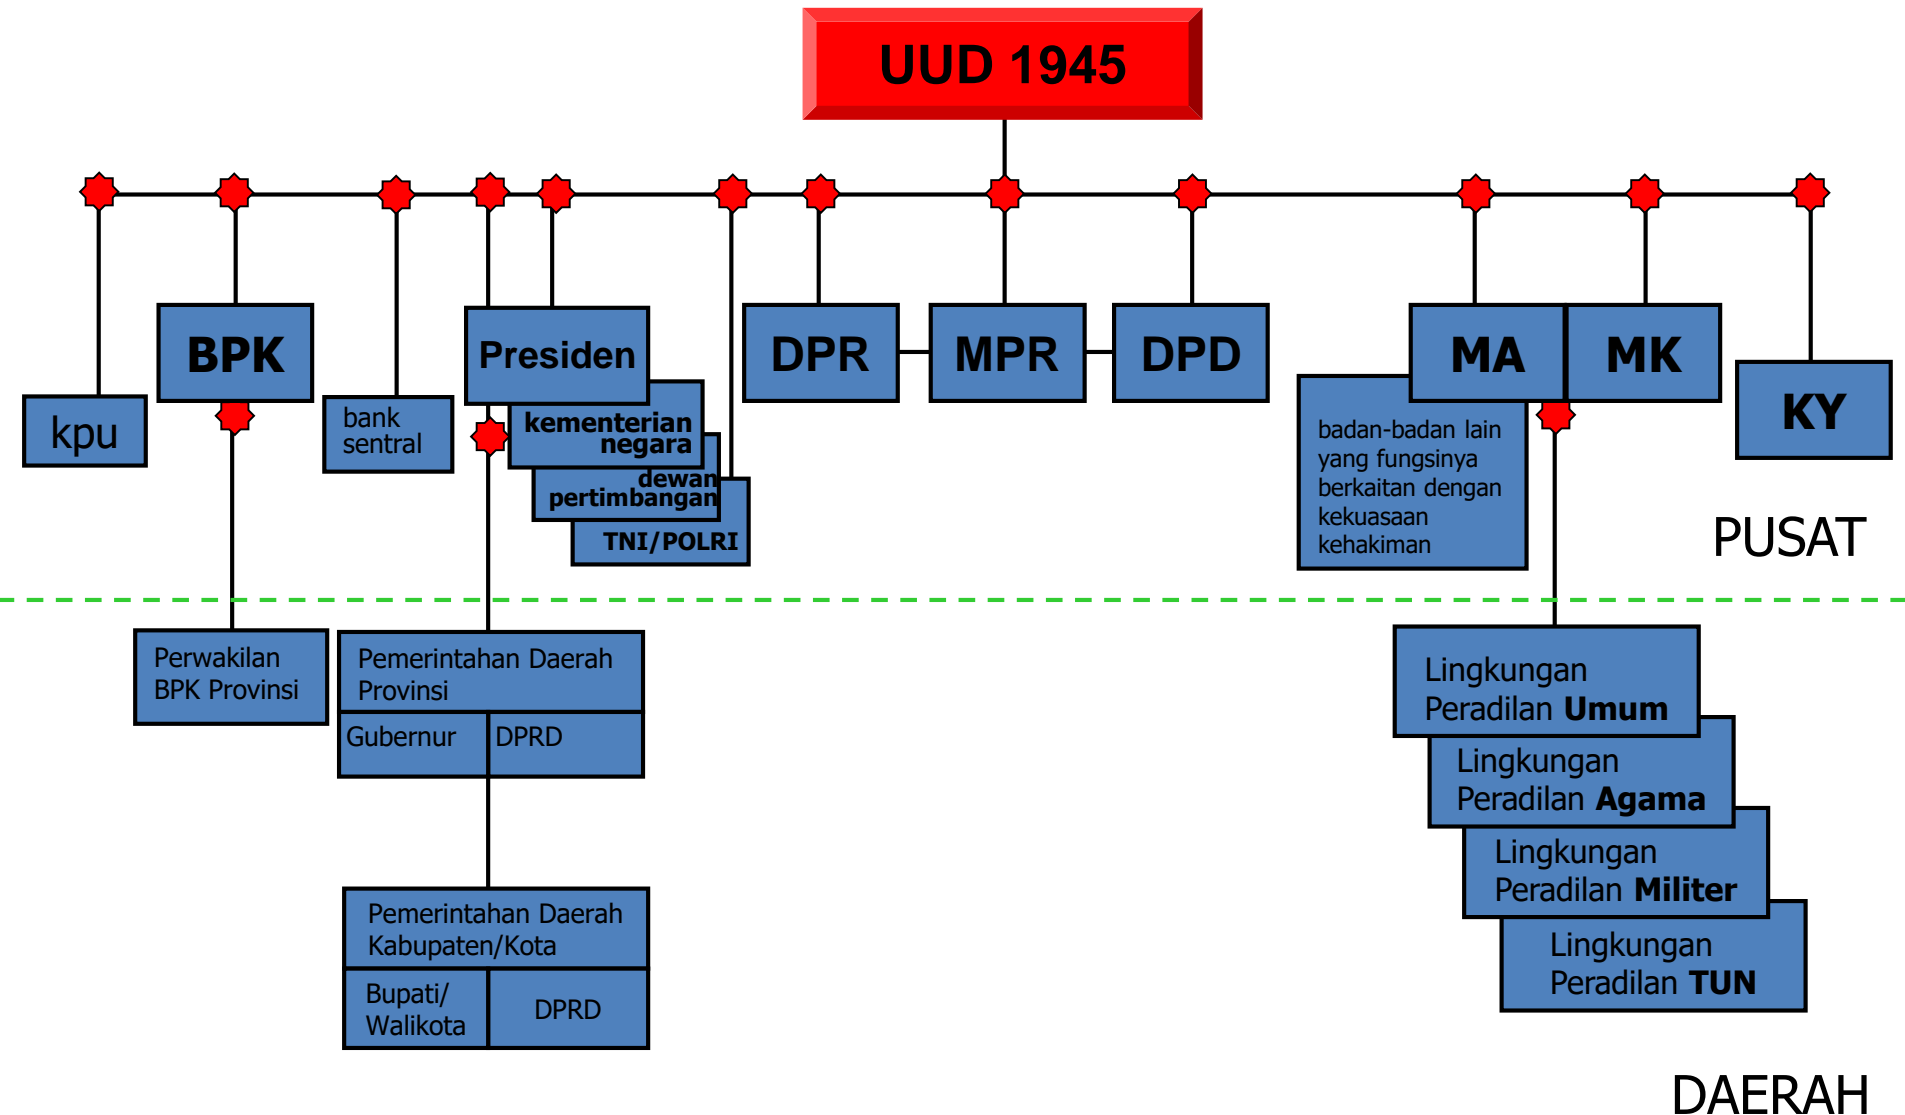 UUD 1945
kpu
BPK
bank
sentral
Presiden
kementerian
negara
dewan
pertimbangan
TNI/POLRI
DPR
MPR
DPD
MA
MK
KY
badan-badan lain
yang fungsinya
berkaitan dengan
kekuasaan
kehakiman
PUSAT
Perwakilan
BPK Provinsi
Pemerintahan Daerah
Provinsi
Gubernur
DPRD
Pemerintahan Daerah
Kabupaten/Kota
Bupati/
Walikota
DPRD
Lingkungan
Peradilan Umum
Lingkungan
Peradilan Agama
Lingkungan
Peradilan Militer
Lingkungan
Peradilan TUN
DAERAH